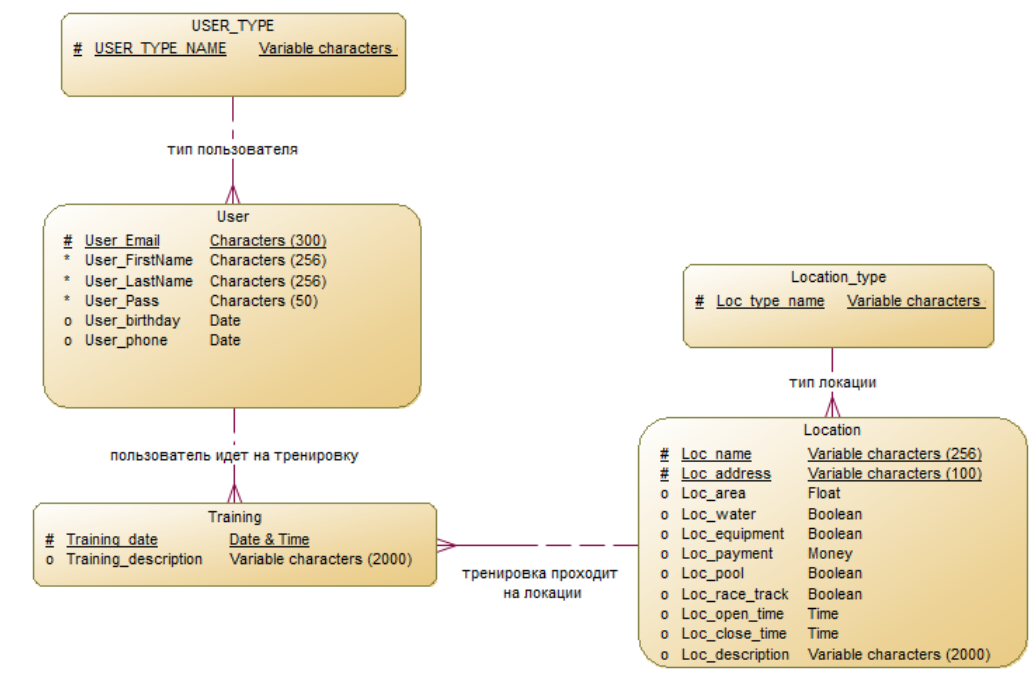 USER_TYPE
# USER_TYPE_NAME Variable characters
тип пользователя
User
# User_Email Characters (300)
* User_FirstName Characters (256)
* User_LastName Characters (256)
* User_Pass Characters (50)
o User_birthday Date
o User_phone Date
пользователь идет на тренировку
Training
# Training_date Date & Time
o Training_description Variable characters (2000)
Location_type
# Loc_type_name Variable characters
тип локации
Location
# Loc_name Variable characters (256)
# Loc_address Variable characters (100)
o Loc_area Float
o Loc_water Boolean
o Loc_equipment Boolean
o Loc_payment Money
o Loc_pool Boolean
o Loc_race_track Boolean
o Loc_open_time Time
o Loc_close_time Time
o Loc_description Variable characters (2000)
тренировка проходит
на локации